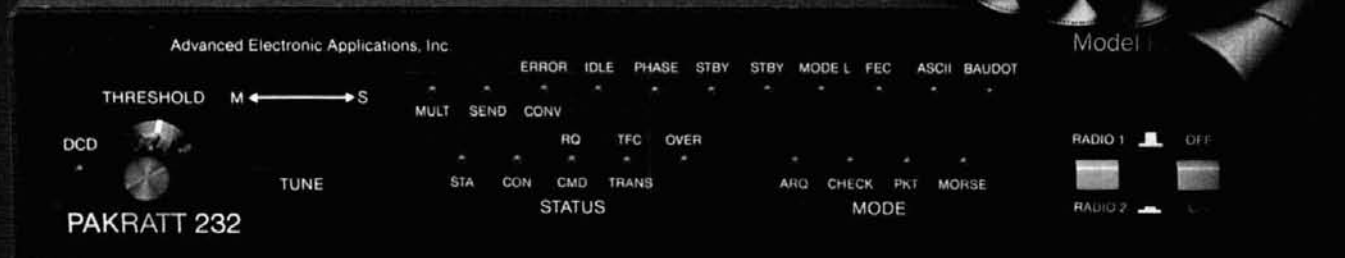 Advanced Electronic Applications, Inc.
Model
ERROR IDLE PHASE STBY STBY MODE L FEC ASCII BAUDOT
THRESHOLD M S
MULT SEND CONV
DCD
RQ TFC OVER
RADIO 1 OFF
TUNE
STA CON CMD TRANS
ARQ CHECK PKT MORSE
STATUS
MODE
RADIO 2
PAKRATT 232